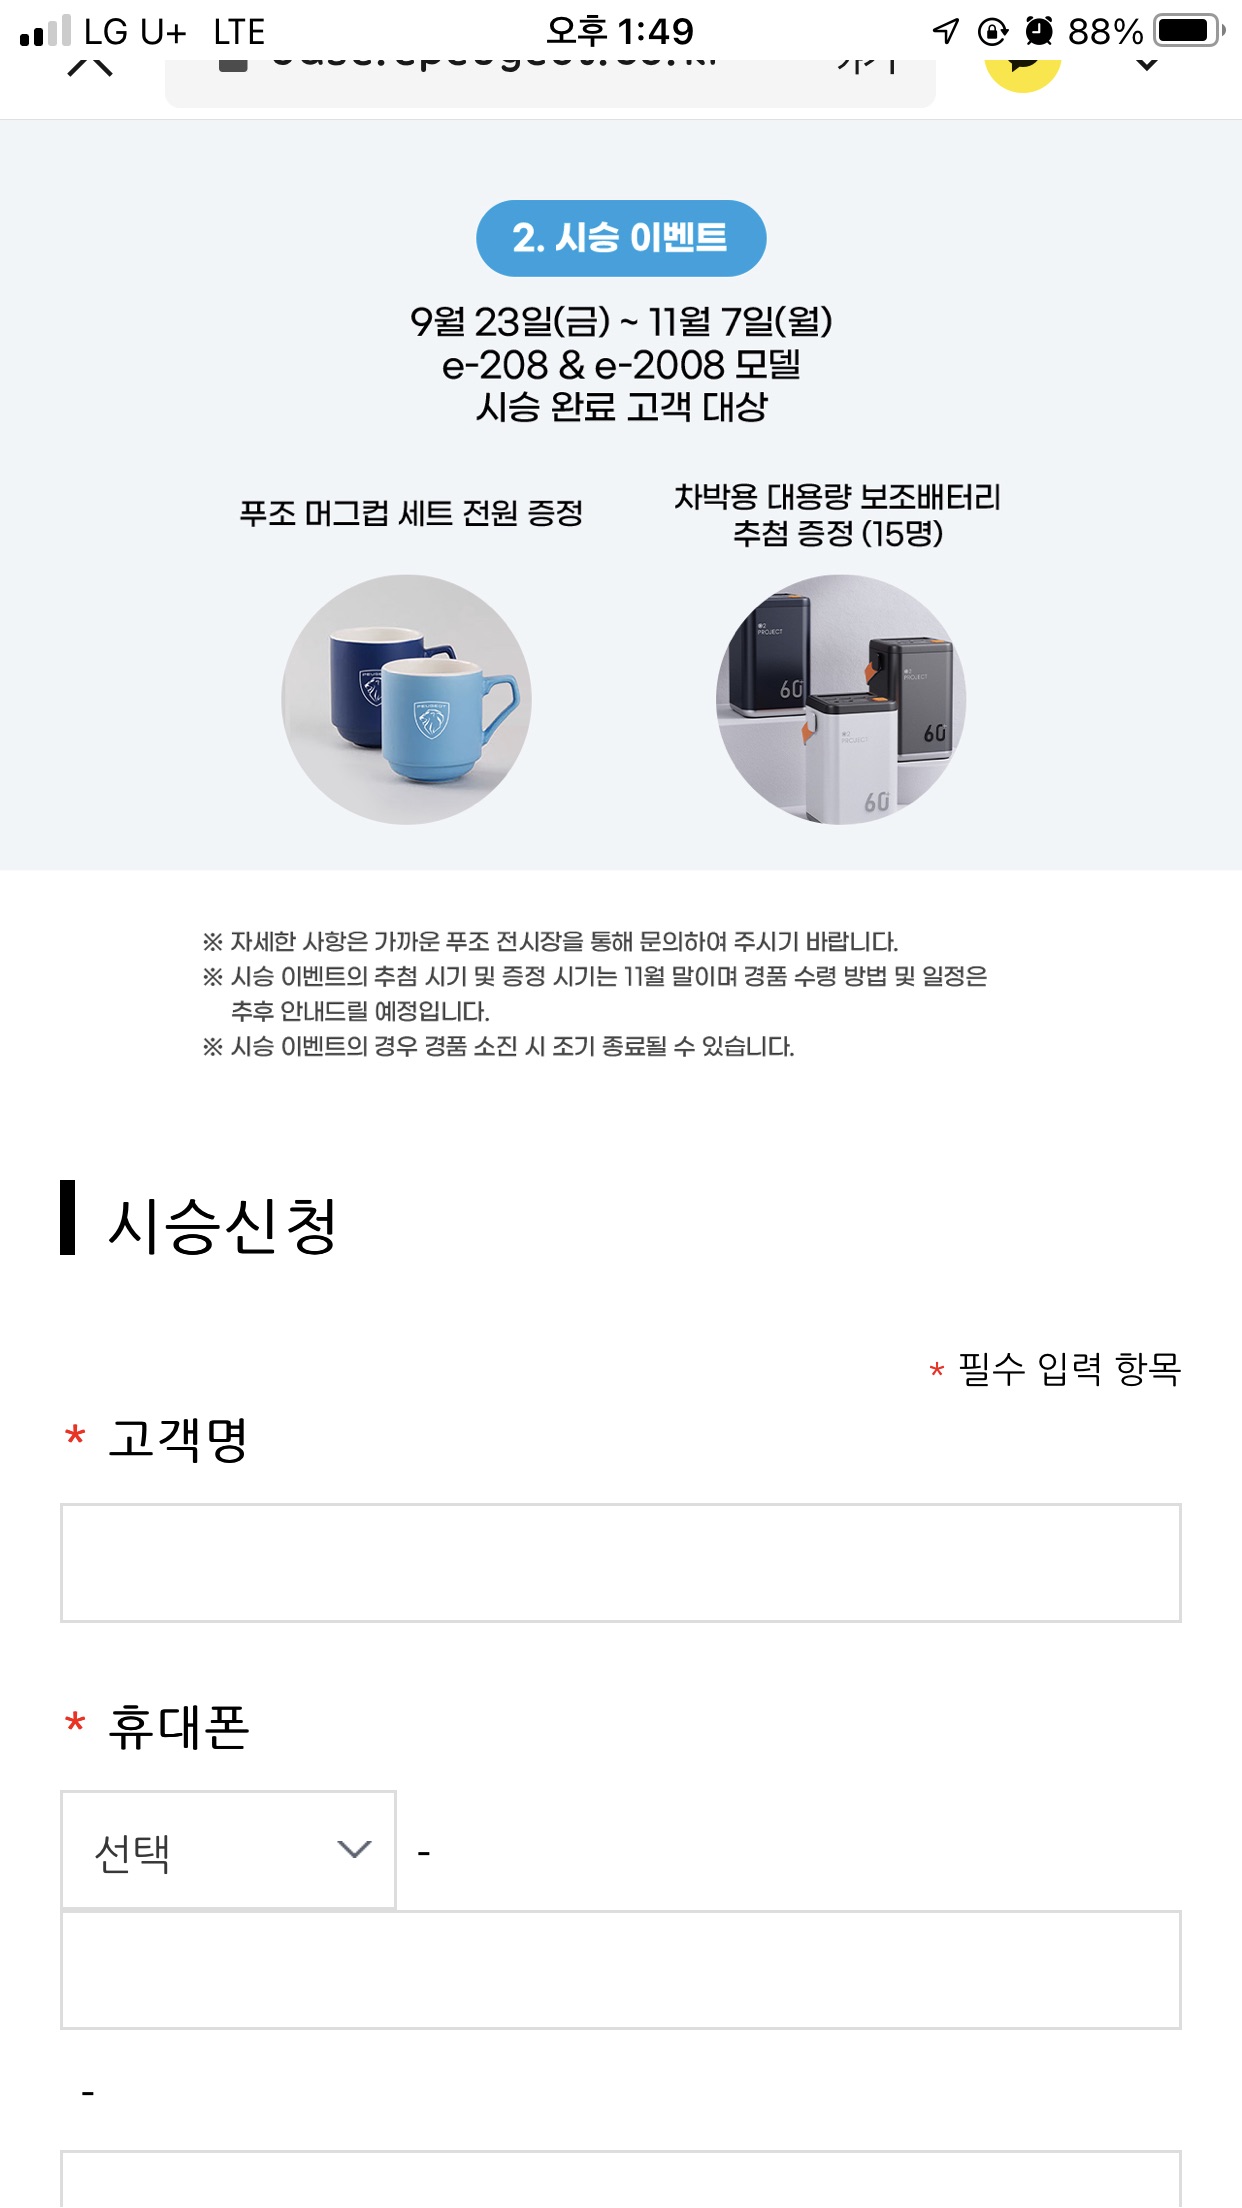 LG U+ LTE 오후 1:49 88%
2. 시승 이벤트
9월 23일(금) ~ 11월 7일(월)
e-208 & e-2008 모델
시승 완료 고객 대상
푸조 머그컵 세트 전원 증정
차박용 대용량 보조배터리
추첨 증정 (15명)
PEUGEOT
PROJECT
60
PROJECT
60
PROJECT
60
※ 자세한 사항은 가까운 푸조 전시장을 통해 문의하여 주시기 바랍니다.
※ 시승 이벤트의 추첨 시기 및 증정 시기는 11월 말이며 경품 수령 방법 및 일정은
추후 안내드릴 예정입니다.
※ 시승 이벤트의 경우 경품 소진 시 조기 종료될 수 있습니다.
시승신청
* 필수 입력 항목
* 고객명
* 휴대폰
선택 -
-